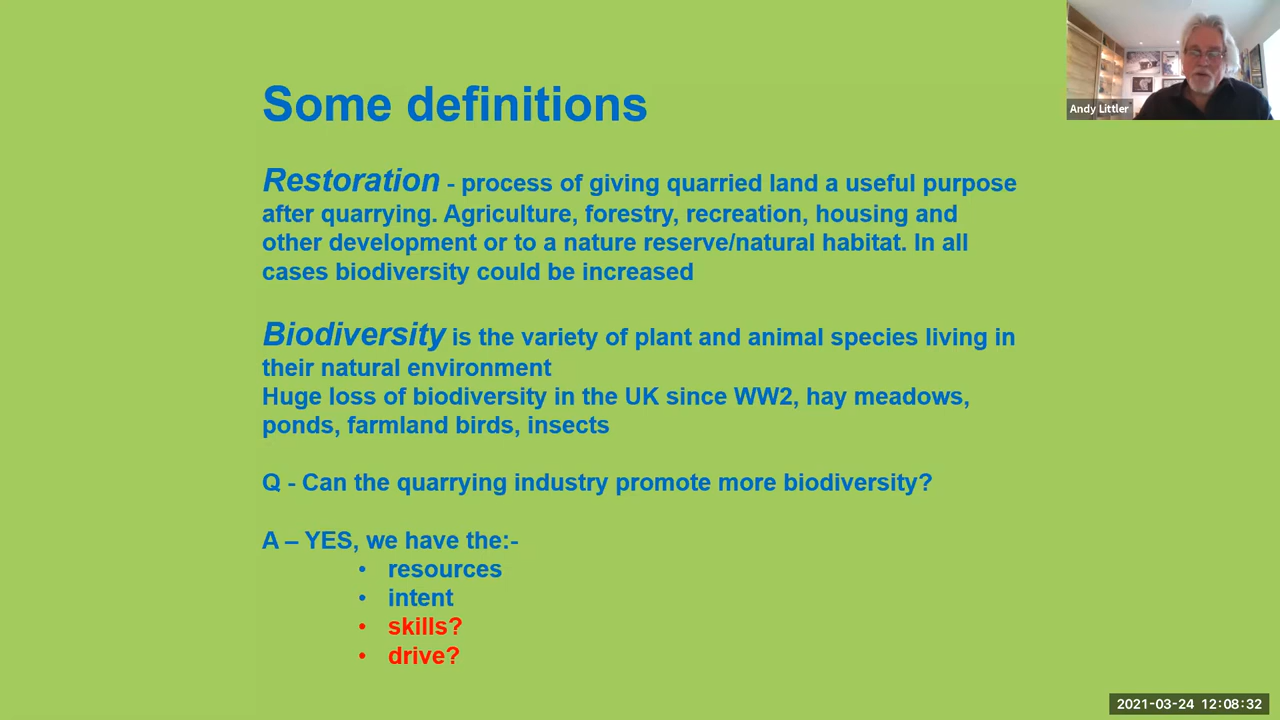 Some definitions
Restoration - process of giving quarried land a useful purpose
after quarrying. Agriculture, forestry, recreation, housing and
other development or to a nature reserve/natural habitat. In all
cases biodiversity could be increased
Biodiversity is the variety of plant and animal species living in
their natural environment
Huge loss of biodiversity in the UK since WW2, hay meadows,
ponds, farmland birds, insects
Q - Can the quarrying industry promote more biodiversity?
A – YES, we have the:-
• resources
• intent
• skills?
• drive?
Andy Littler
2021-03-24 12:08:32